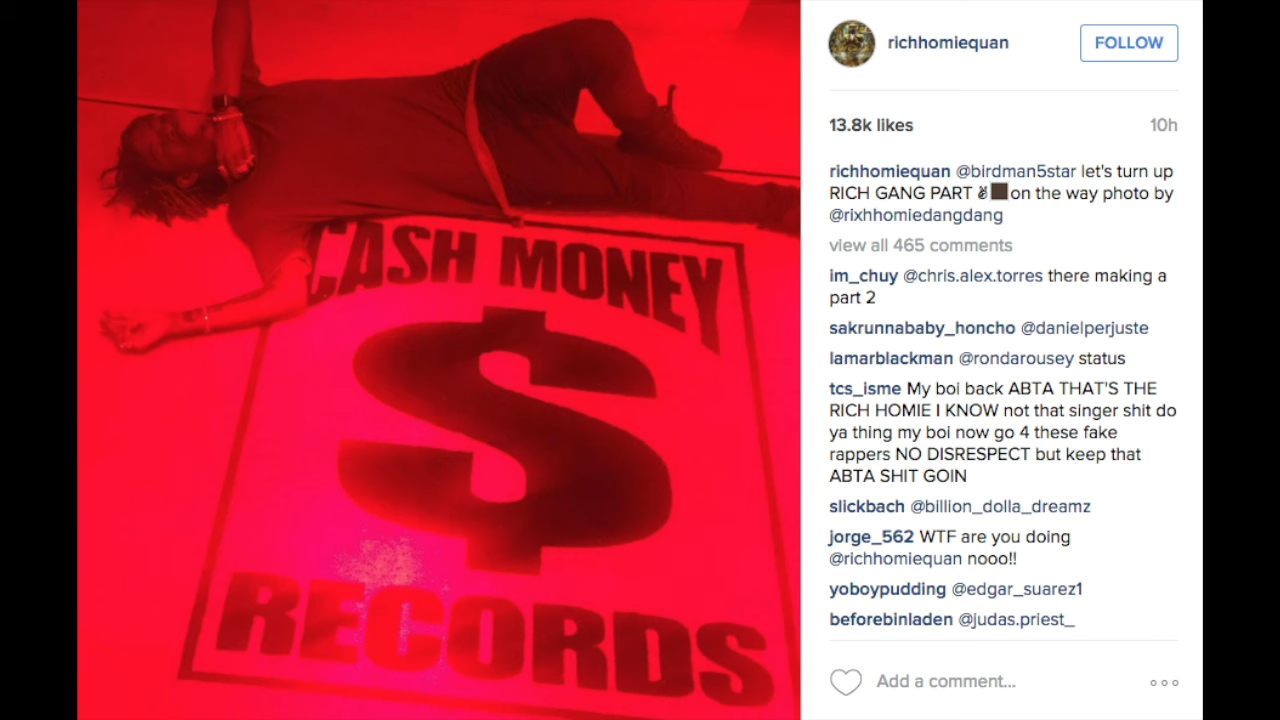 CASH MONEY
$
RECORDS
richhomiequan
FOLLOW
13.8k likes
10h
richhomiequan @birdman5star let's turn up
RICH GANG PART ✌🏿on the way photo by
@rixhhomiedangdang
view all 465 comments
im_chuy @chris.alex.torres there making a
part 2
sakrunnababy_honcho @danielperjuste
lamarblackman @rondarousey status
tcs_isme My boi back ABTA THAT'S THE
RICH HOMIE I KNOW not that singer shit do
ya thing my boi now go 4 these fake
rappers NO DISRESPECT but keep that
ABTA SHIT GOIN
slickbach @billion_dolla_dreamz
jorge_562 WTF are you doing
@richhomiequan nooo!!
yoboypudding @edgar_suarez1
beforebinladen @judas.priest_
Add a comment...